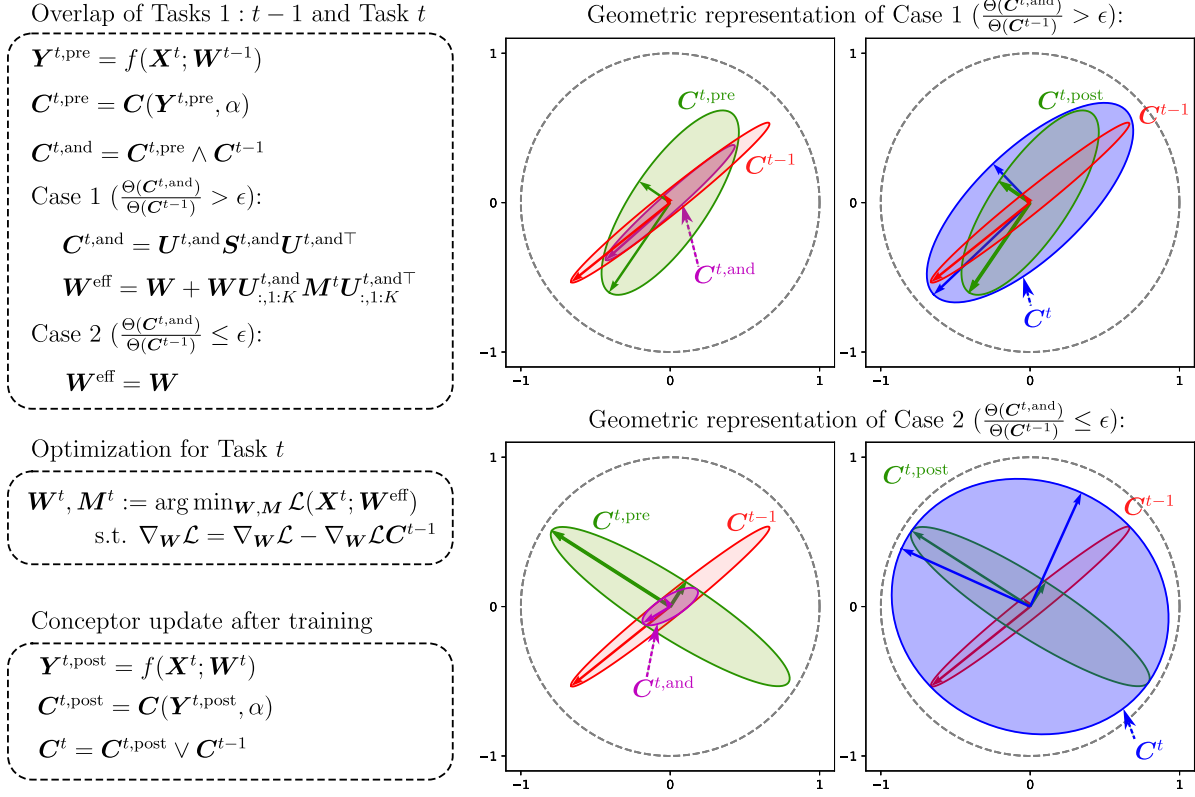 Overlap of Tasks 1 : t − 1 and Task t
Y^{t,pre} = f(X^t; W^{t−1})
C^{t,pre} = C(Y^{t,pre}, α)
C^{t,and} = C^{t,pre} ∧ C^{t−1}
Case 1 (Θ(C^{t,and})/Θ(C^{t−1}) > ϵ):
C^{t,and} = U^{t,and} S^{t,and} U^{t,and⊤}
W^{eff} = W + W U^{t,and}_{:,1:K} M^t U^{t,and⊤}_{:,1:K}
Case 2 (Θ(C^{t,and})/Θ(C^{t−1}) ≤ ϵ):
W^{eff} = W
Optimization for Task t
W^t, M^t := arg min_{W,M} L(X^t; W^{eff})
s.t. ∇_W L = ∇_W L − ∇_W L C^{t−1}
Conceptor update after training
Y^{t,post} = f(X^t; W^t)
C^{t,post} = C(Y^{t,post}, α)
C^t = C^{t,post} ∨ C^{t−1}
Geometric representation of Case 1 (Θ(C^{t,and})/Θ(C^{t−1}) > ϵ):
1
0
−1
−1
0
1
C^{t,pre}
C^{t−1}
C^{t,and}
1
0
−1
−1
0
1
C^{t,post}
C^{t−1}
C^t
Geometric representation of Case 2 (Θ(C^{t,and})/Θ(C^{t−1}) ≤ ϵ):
1
0
−1
−1
0
1
C^{t,pre}
C^{t−1}
C^{t,and}
1
0
−1
−1
0
1
C^{t,post}
C^{t−1}
C^t